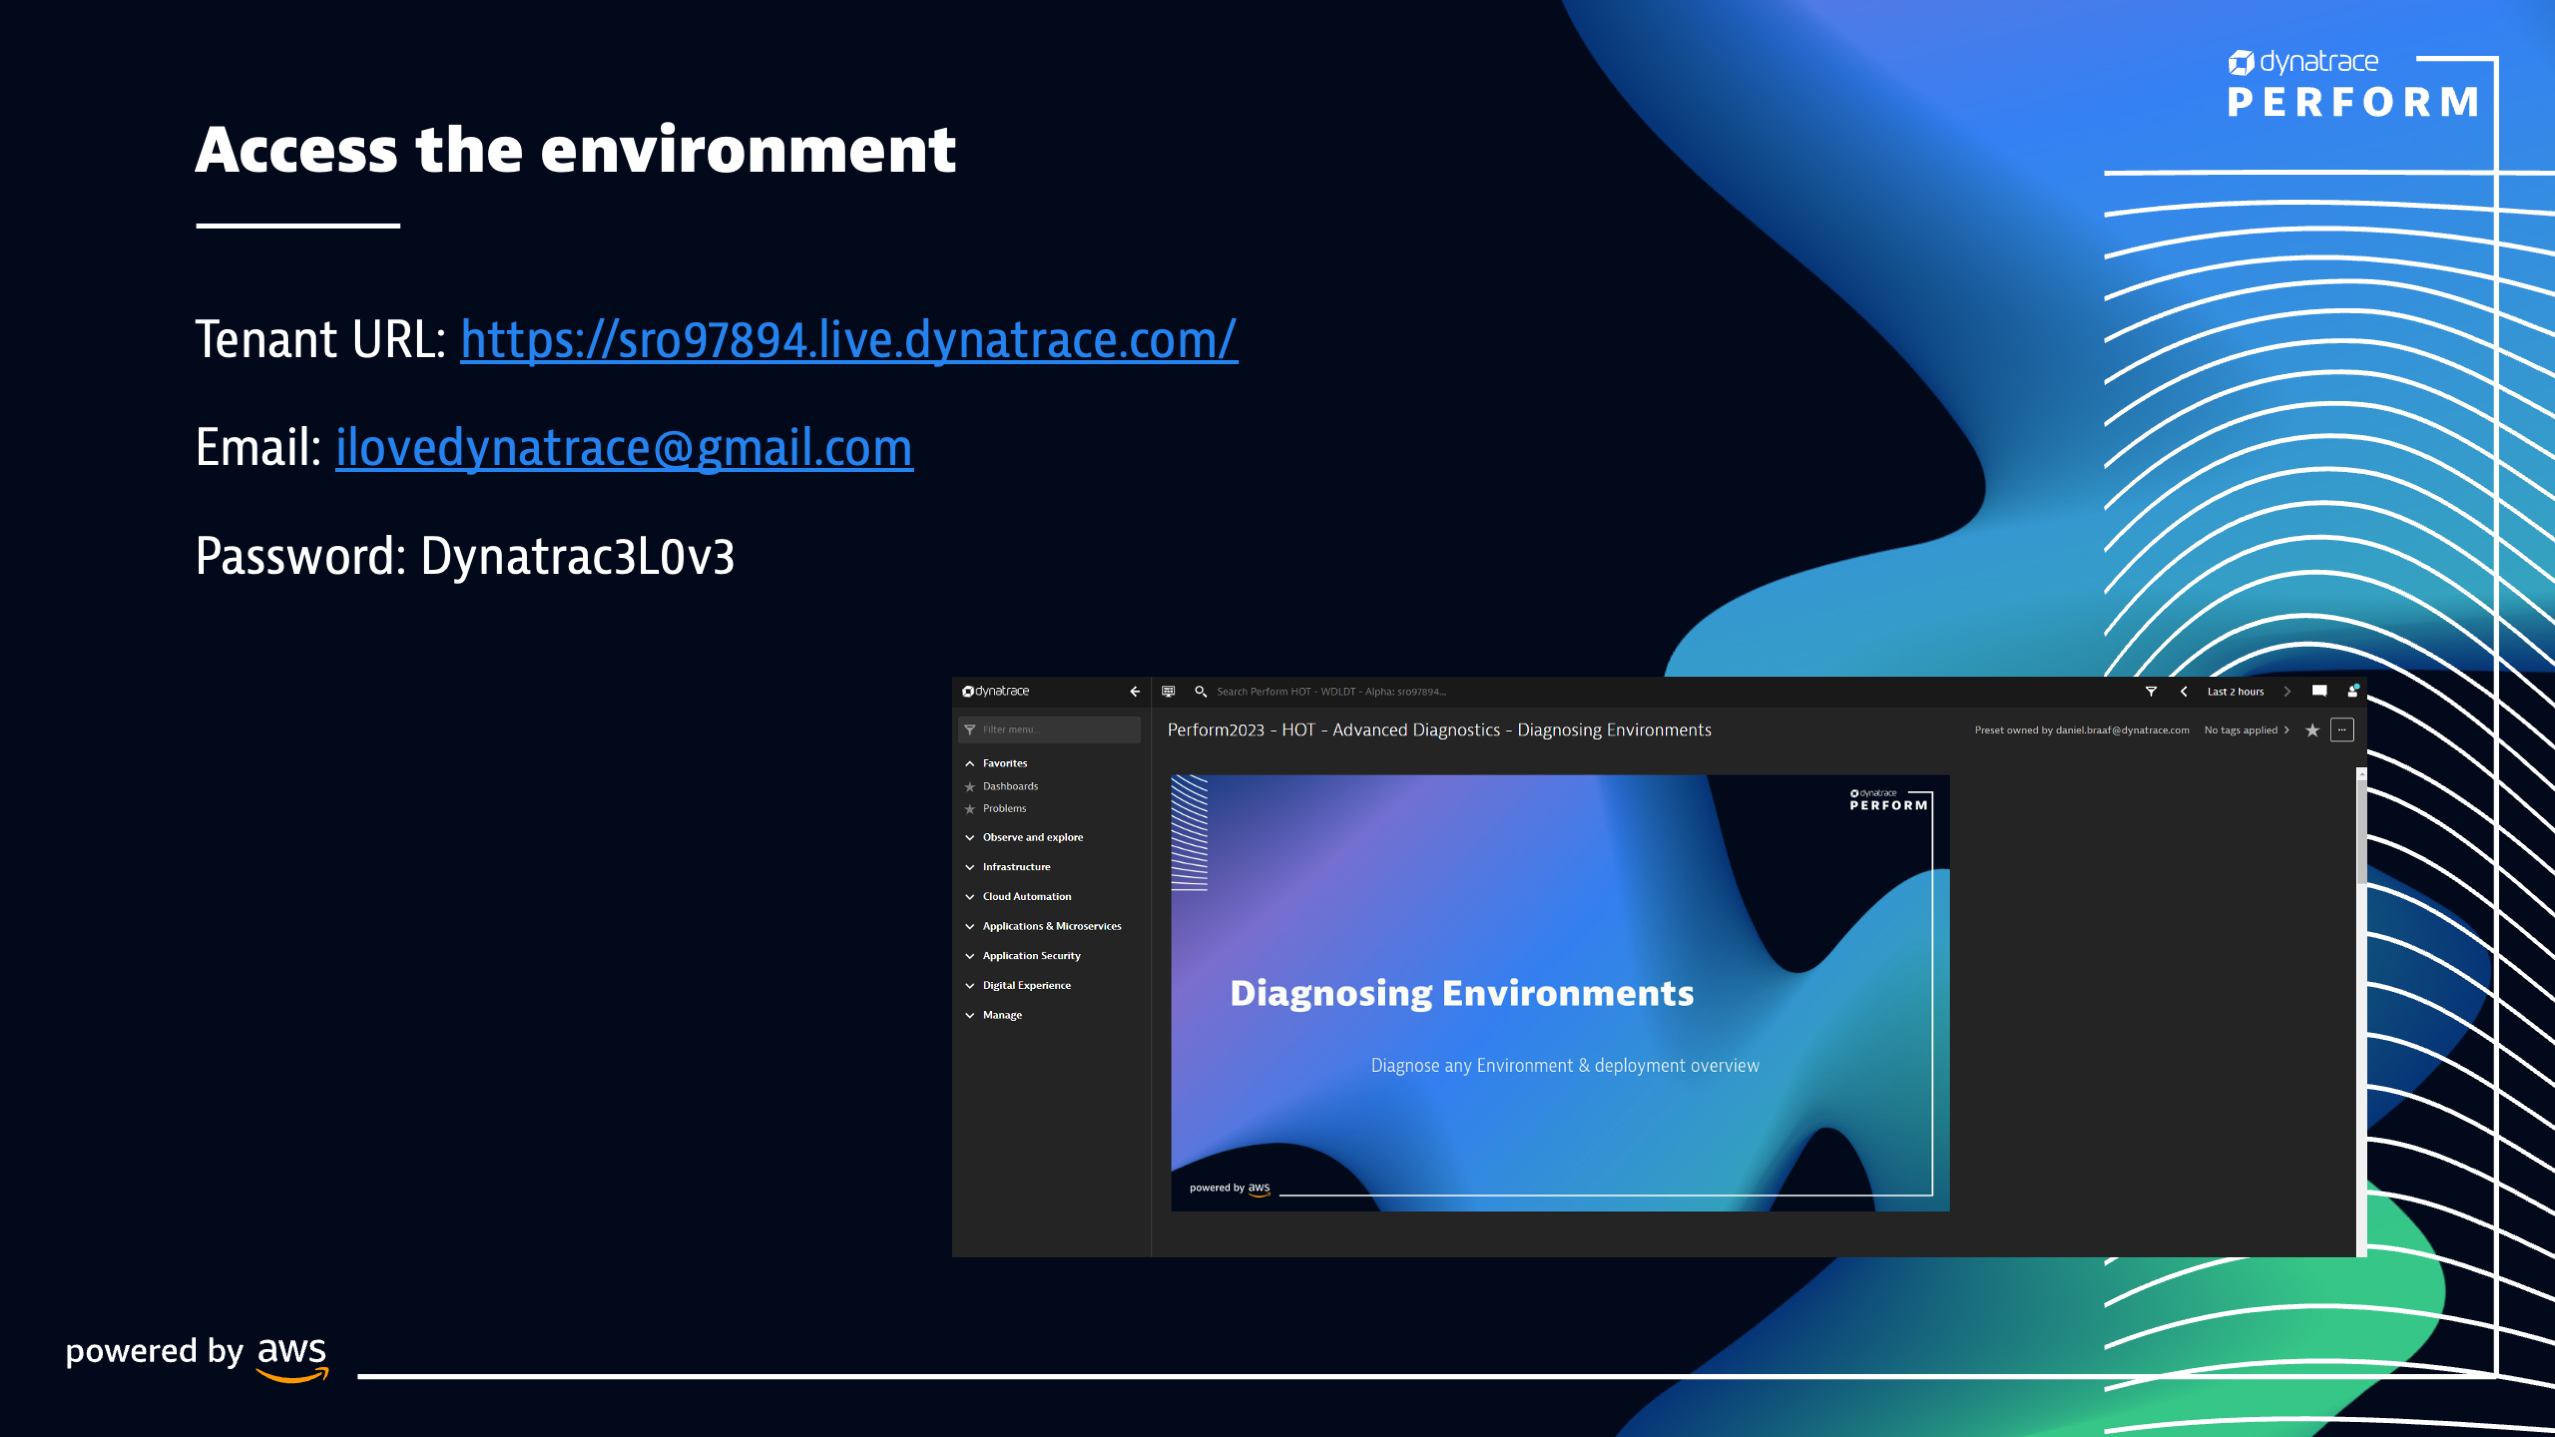 dynatrace
PERFORM
Access the environment
Tenant URL: https://sro97894.live.dynatrace.com/
Email: ilovedynatrace@gmail.com
Password: Dynatrac3L0v3
dynatrace
Search Perform HOT - WDLDT - Alpha: sro97894...
Last 2 hours
Filter menu...
Perform2023 - HOT - Advanced Diagnostics - Diagnosing Environments
Preset owned by daniel.braaf@dynatrace.com
No tags applied
Favorites
Dashboards
Problems
Observe and explore
Infrastructure
Cloud Automation
Applications & Microservices
Application Security
Digital Experience
Manage
dynatrace
PERFORM
Diagnosing Environments
Diagnose any Environment & deployment overview
powered by aws
powered by aws